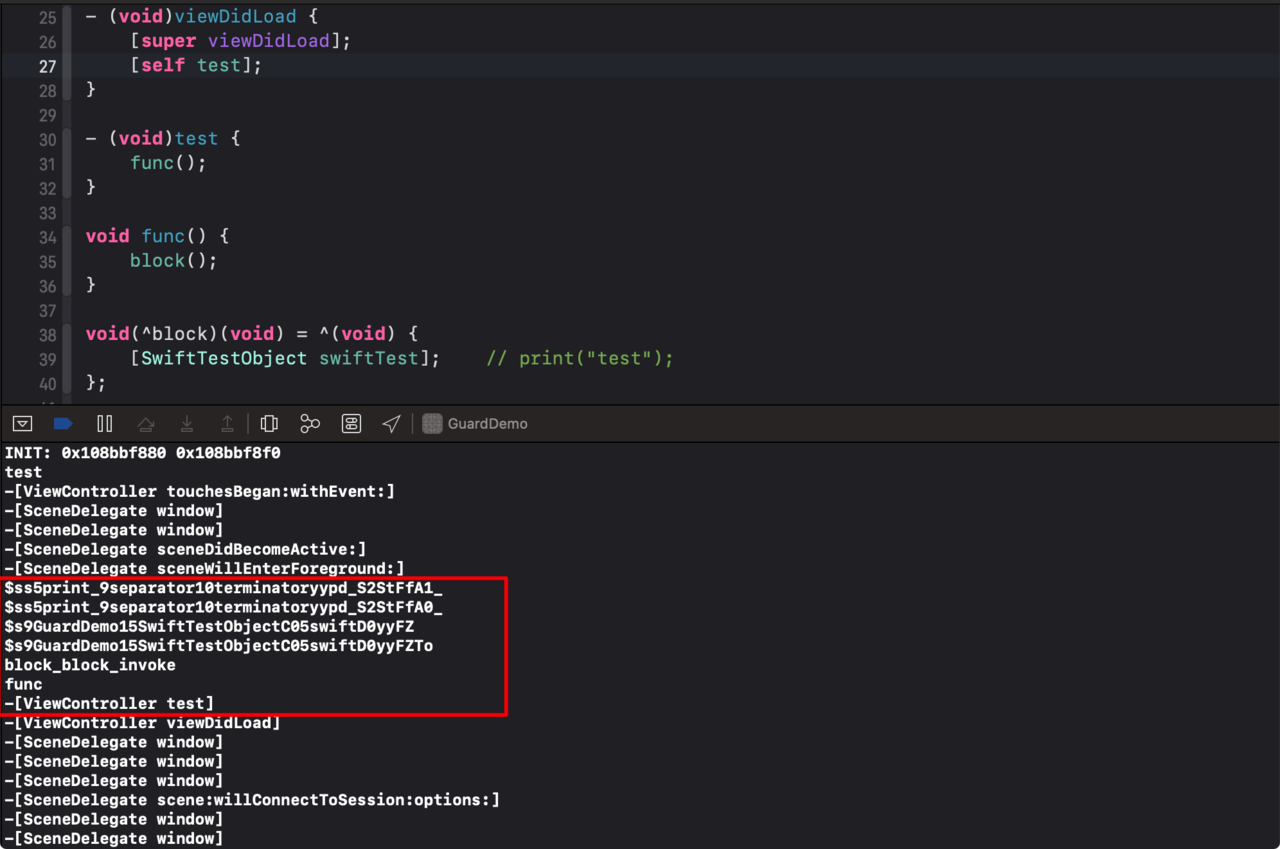 25 - (void)viewDidLoad {
26     [super viewDidLoad];
27     [self test];
28 }
29
30 - (void)test {
31     func();
32 }
33
34 void func() {
35     block();
36 }
37
38 void(^block)(void) = ^(void) {
39     [SwiftTestObject swiftTest];    // print("test");
40 };
GuardDemo
INIT: 0x108bbf880 0x108bbf8f0
test
-[ViewController touchesBegan:withEvent:]
-[SceneDelegate window]
-[SceneDelegate window]
-[SceneDelegate sceneDidBecomeActive:]
-[SceneDelegate sceneWillEnterForeground:]
$ss5print_9separator10terminatoryypd_S2StFfA1_
$ss5print_9separator10terminatoryypd_S2StFfA0_
$s9GuardDemo15SwiftTestObjectC05swiftD0yyFZ
$s9GuardDemo15SwiftTestObjectC05swiftD0yyFZTo
block_block_invoke
func
-[ViewController test]
-[ViewController viewDidLoad]
-[SceneDelegate window]
-[SceneDelegate window]
-[SceneDelegate window]
-[SceneDelegate scene:willConnectToSession:options:]
-[SceneDelegate window]
-[SceneDelegate window]